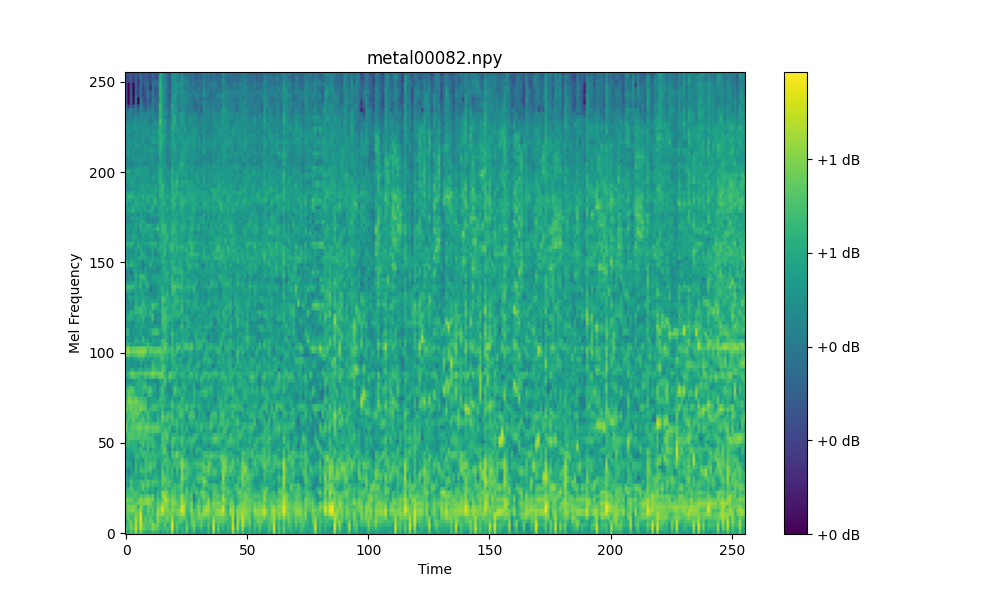 metal00082.npy
Mel Frequency
250
200
150
100
50
0
0 50 100 150 200 250
Time
+1 dB
+1 dB
+0 dB
+0 dB
+0 dB